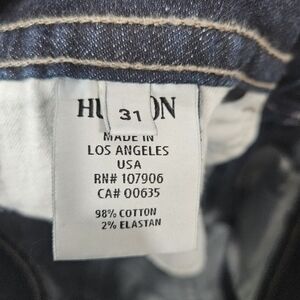 HU ON
31
MADE IN
LOS ANGELES
USA
RN# 107906
CA# 00635
98% COTTON
2% ELASTAN